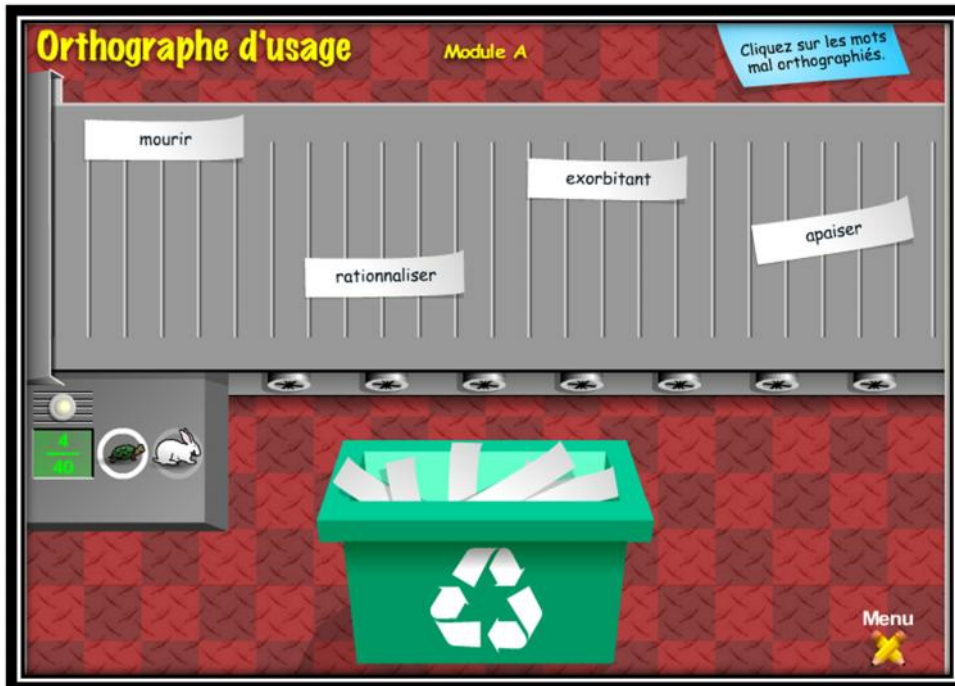 Orthographe d'usage
Module A
Cliquez sur les mots
mal orthographiés.
mourir
exorbitant
apaiser
rationnaliser
4
40
Menu